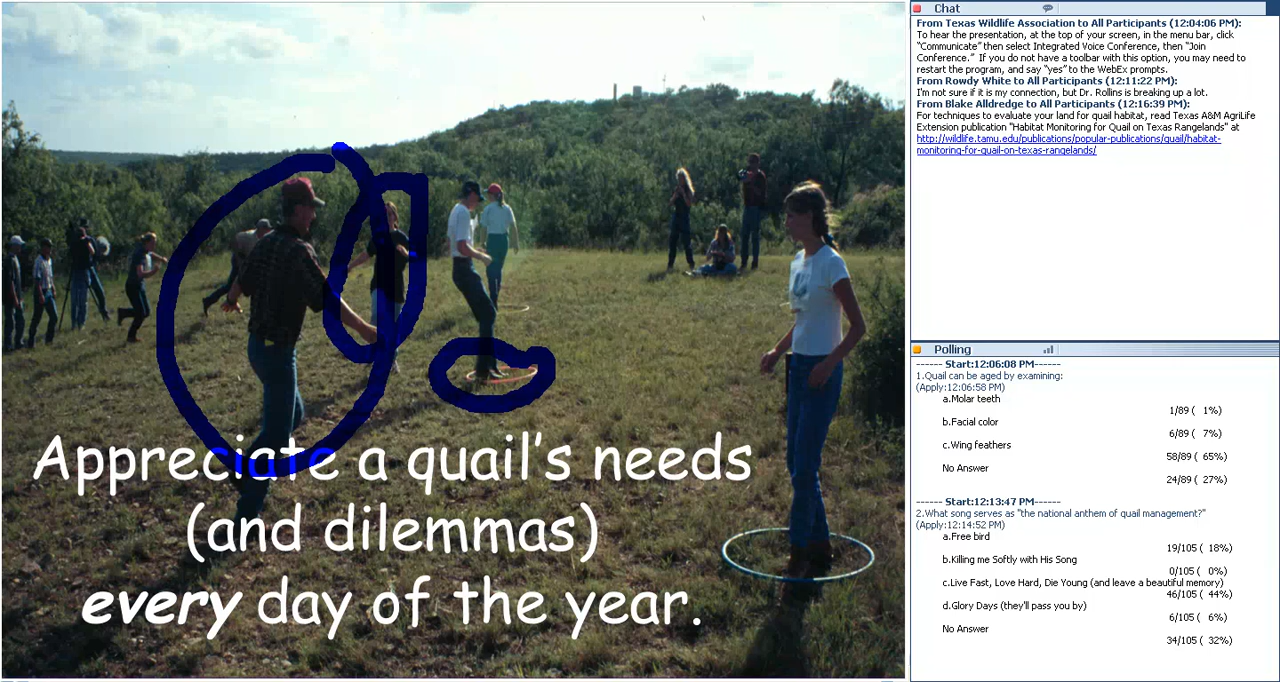 Appreciate a quail's needs
(and dilemmas)
every day of the year.
Chat
From Texas Wildlife Association to All Participants (12:04:06 PM):
To hear the presentation, at the top of your screen, in the menu bar, click
"Communicate" then select Integrated Voice Conference, then "Join
Conference." If you do not have a toolbar with this option, you may need to
restart the program, and say "yes" to the WebEx prompts.
From Rowdy White to All Participants (12:11:22 PM):
I'm not sure if it is my connection, but Dr. Rollins is breaking up a lot.
From Blake Alldredge to All Participants (12:16:39 PM):
For techniques to evaluate your land for quail habitat, read Texas A&M AgriLife
Extension publication "Habitat Monitoring for Quail on Texas Rangelands" at
http://wildlife.tamu.edu/publications/popular-publications/quail/habitat-
monitoring-for-quail-on-texas-rangelands/
Polling
------ Start:12:06:08 PM------
1.Quail can be aged by examining:
(Apply:12:06:58 PM)
a.Molar teeth
1/89 ( 1%)
b.Facial color
6/89 ( 7%)
c.Wing feathers
58/89 ( 65%)
No Answer
24/89 ( 27%)
------ Start:12:13:47 PM------
2.What song serves as "the national anthem of quail management?"
(Apply:12:14:52 PM)
a.Free bird
19/105 ( 18%)
b.Killing me Softly with His Song
0/105 ( 0%)
c.Live Fast, Love Hard, Die Young (and leave a beautiful memory)
46/105 ( 44%)
d.Glory Days (they'll pass you by)
6/105 ( 6%)
No Answer
34/105 ( 32%)